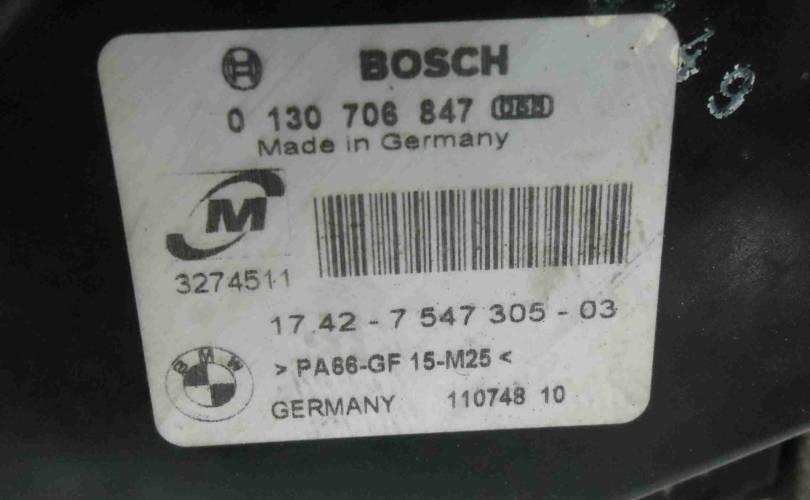 BOSCH
0 130 706 847
Made in Germany
M
3274511
17 42 - 7 547 305 - 03
BMW
> PA66-GF 15-M25 <
GERMANY 110748 10